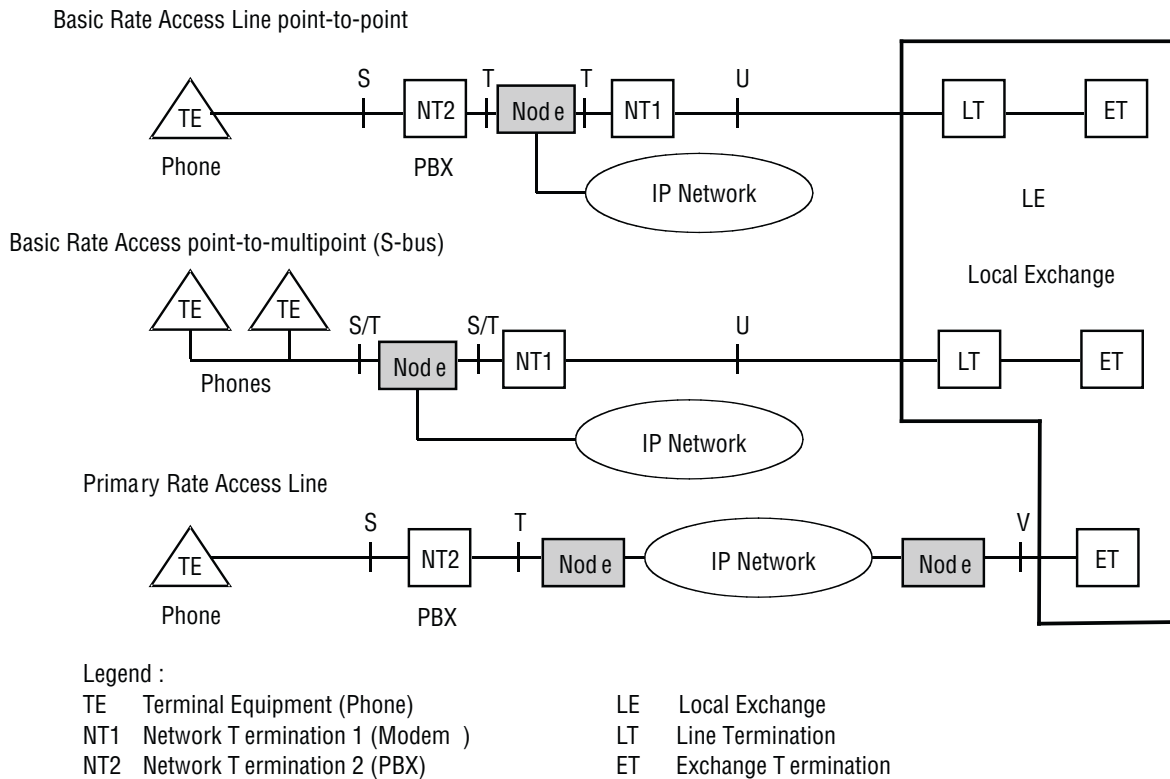 Basic Rate Access Line point-to-point
S T T U
TE NT2 Nod e NT1 LT ET
Phone PBX
IP Network
LE
Basic Rate Access point-to-multipoint (S-bus)
Local Exchange
TE TE
S/T S/T U
Nod e NT1 LT ET
Phones
IP Network
Primary Rate Access Line
S T V
TE NT2 Nod e IP Network Nod e ET
Phone PBX
Legend :
TE Terminal Equipment (Phone) LE Local Exchange
NT1 Network T ermination 1 (Modem ) LT Line Termination
NT2 Network T ermination 2 (PBX) ET Exchange T ermination